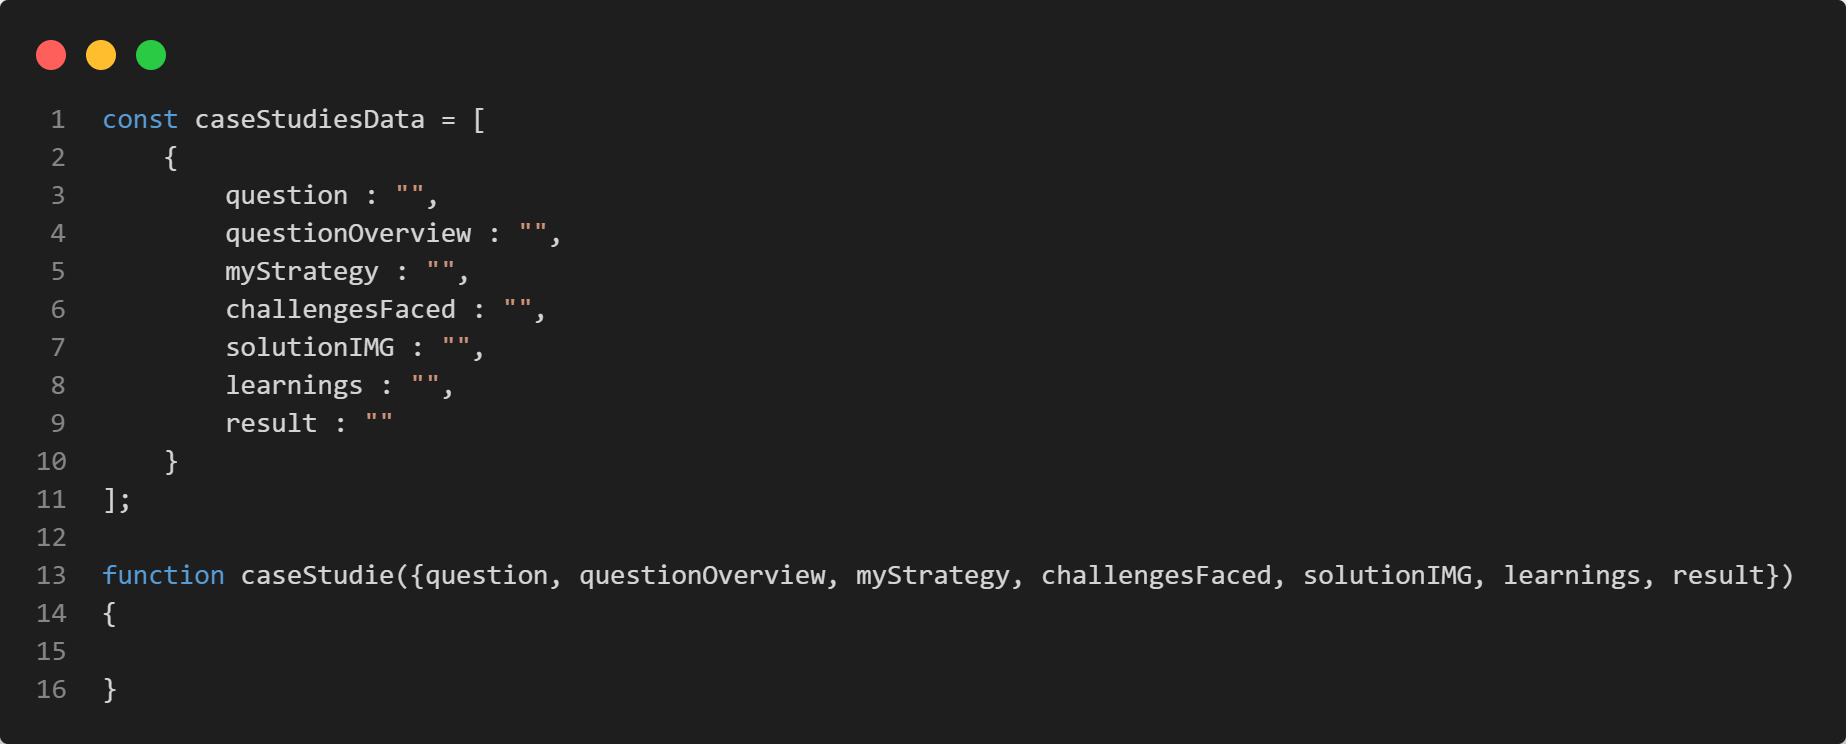 1 const caseStudiesData = [
2     {
3         question : "",
4         questionOverview : "",
5         myStrategy : "",
6         challengesFaced : "",
7         solutionIMG : "",
8         learnings : "",
9         result : ""
10     }
11 ];
12
13 function caseStudie({question, questionOverview, myStrategy, challengesFaced, solutionIMG, learnings, result})
14 {
15
16 }